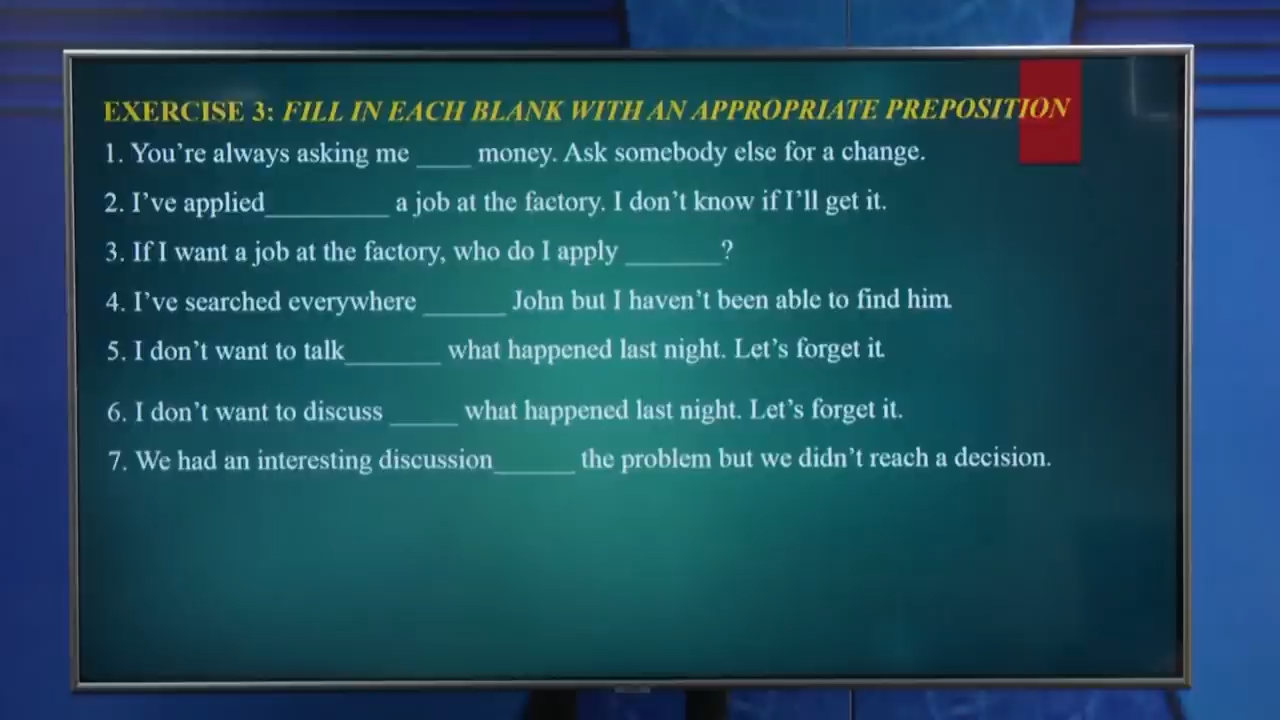 EXERCISE 3: FILL IN EACH BLANK WITH AN APPROPRIATE PREPOSITION
1. You're always asking me ____ money. Ask somebody else for a change.
2. I've applied_________ a job at the factory. I don't know if I'll get it.
3. If I want a job at the factory, who do I apply _______?
4. I've searched everywhere ______ John but I haven't been able to find him.
5. I don't want to talk_______ what happened last night. Let's forget it.
6. I don't want to discuss _____ what happened last night. Let's forget it.
7. We had an interesting discussion______ the problem but we didn't reach a decision.